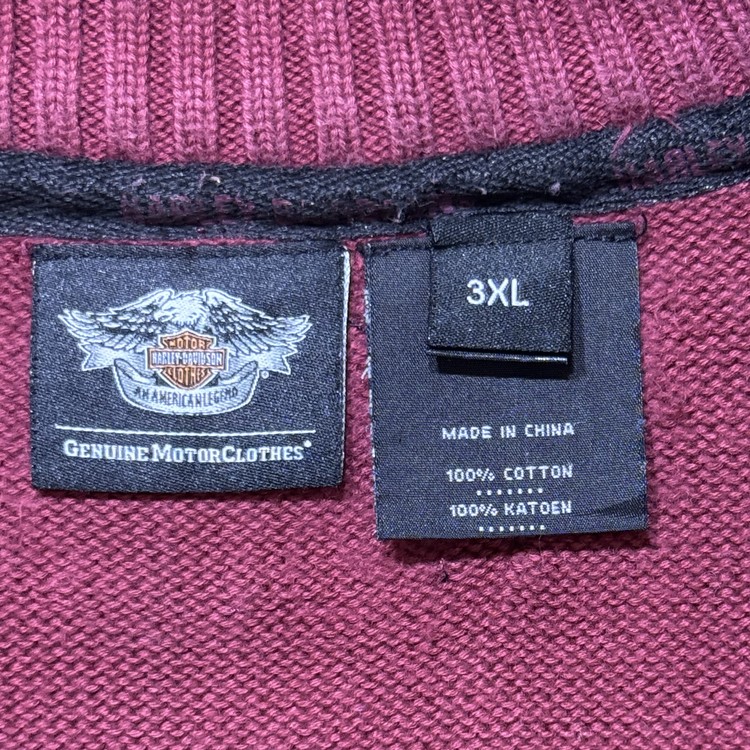 MOTOR
HARLEY-DAVIDSON
CLOTHES
AN AMERICAN LEGEND
GENUINE MOTORCLOTHES®
3XL
MADE IN CHINA
100% COTTON
100% KATOEN